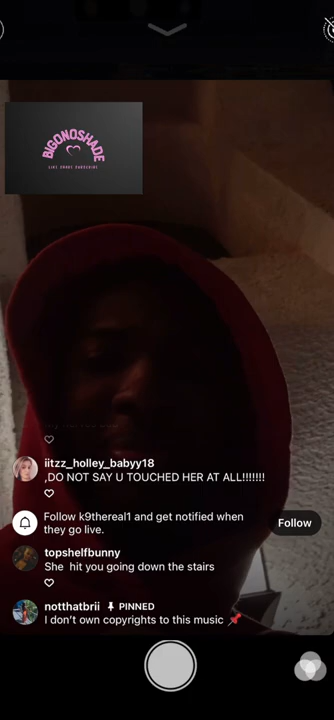 BIGONOSHADE
LIKE SHARE SUBSCRIBE
iitzz_holley_babyy18
,DO NOT SAY U TOUCHED HER AT ALL!!!!!!!
Follow k9thereal1 and get notified when
they go live.
Follow
topshelfbunny
She hit you going down the stairs
notthatbrii 📌 PINNED
I don't own copyrights to this music 📌